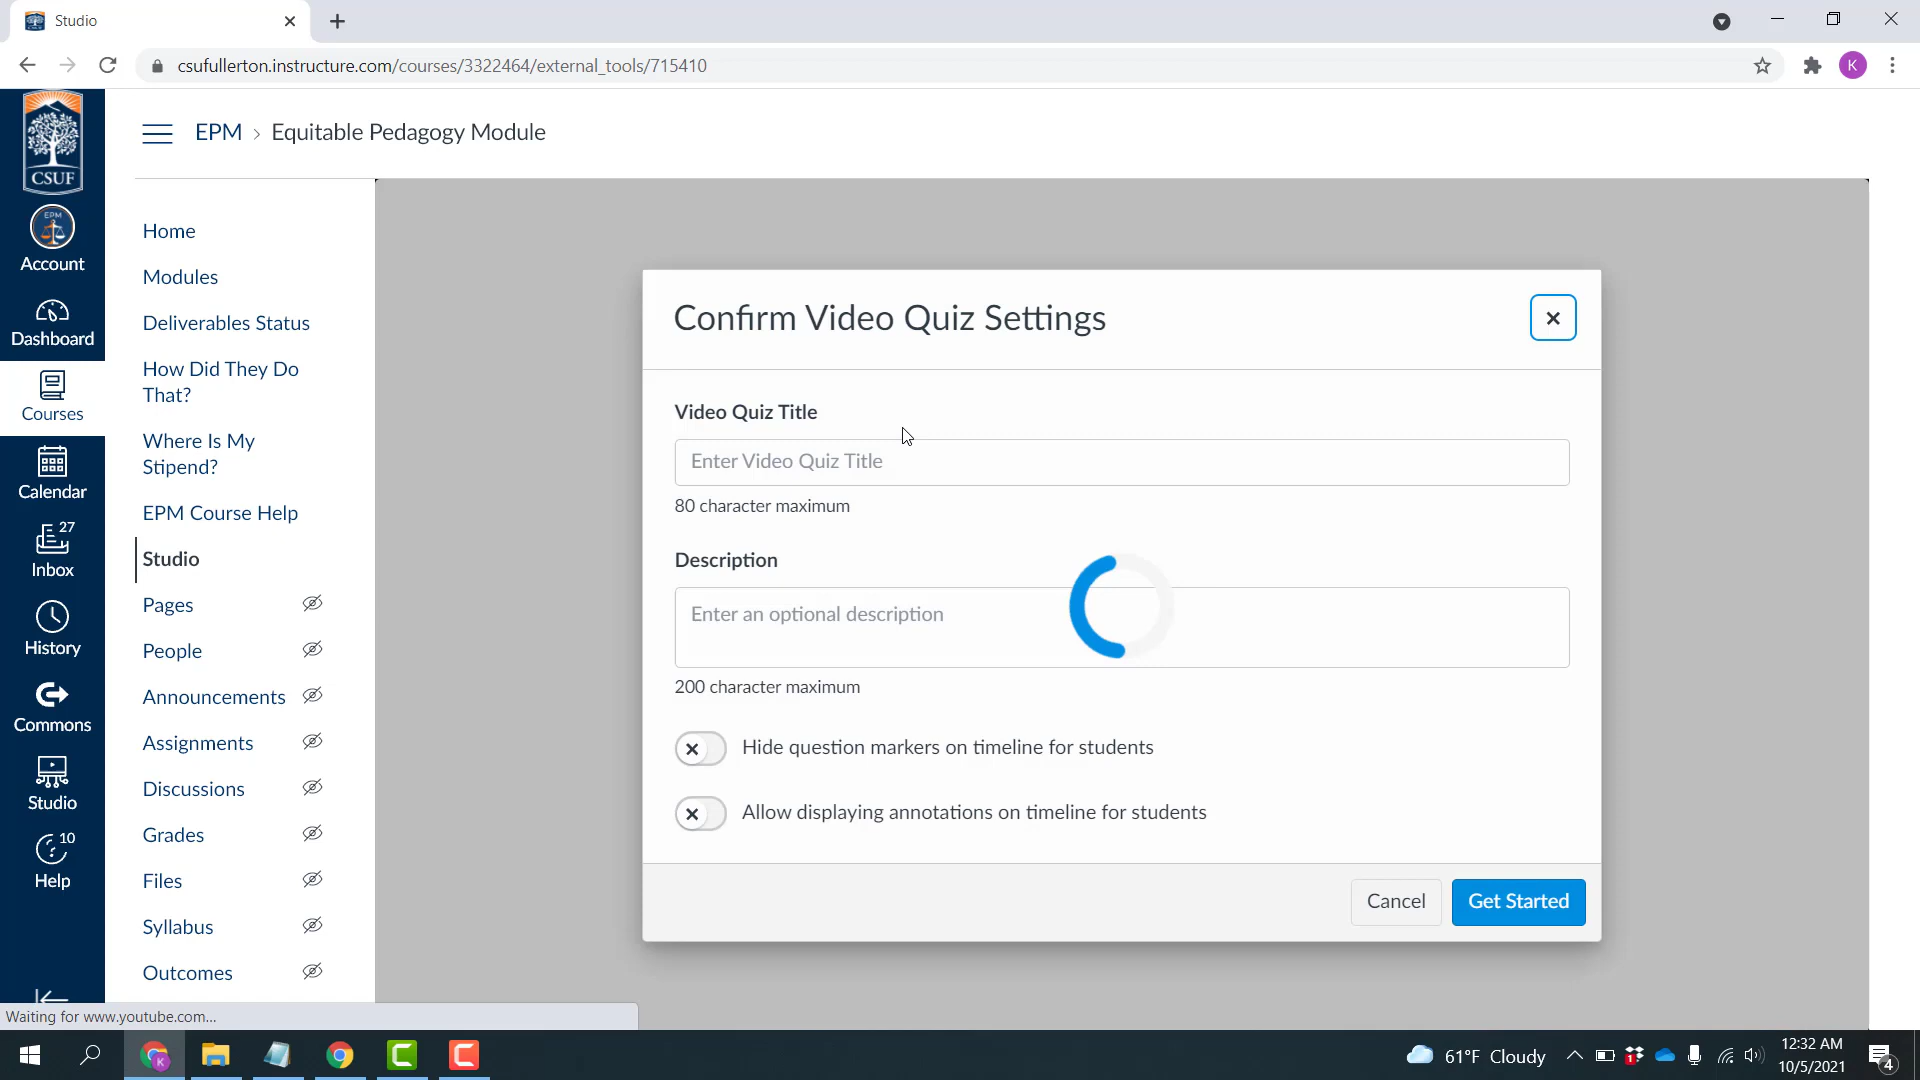 Studio
csufullerton.instructure.com/courses/3322464/external_tools/715410
K
CSUF
EPM
Account
Dashboard
Courses
Calendar
27
Inbox
History
Commons
Studio
10
Help
EPM > Equitable Pedagogy Module
Home
Modules
Deliverables Status
How Did They Do
That?
Where Is My
Stipend?
EPM Course Help
Studio
Pages
People
Announcements
Assignments
Discussions
Grades
Files
Syllabus
Outcomes
Confirm Video Quiz Settings
Video Quiz Title
Enter Video Quiz Title
80 character maximum
Description
Enter an optional description
200 character maximum
Hide question markers on timeline for students
Allow displaying annotations on timeline for students
Cancel
Get Started
Waiting for www.youtube.com...
K
61°F Cloudy
1
12:32 AM
10/5/2021
4